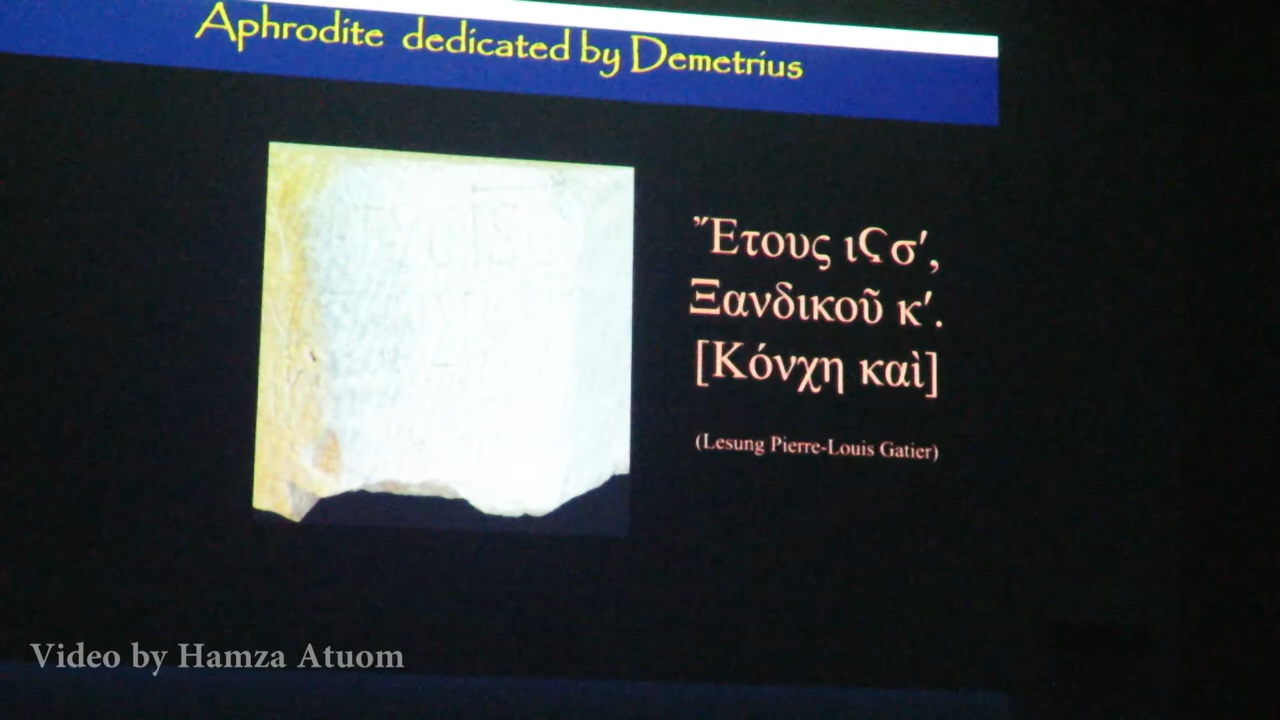 Aphrodite dedicated by Demetrius
Ἔτους ιϚσʹ,
Ξανδικοῦ κʹ.
[Κόνχη καὶ]
(Lesung Pierre-Louis Gatier)
Video by Hamza Atuom